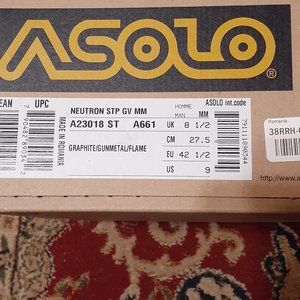 ASOLO®
EAN UPC
NEUTRON STP GV MM
A23018 ST A661
GRAPHITE/GUNMETAL/FLAME
MADE IN ROMANIA
HOMME
MAN MM
UK 8 1/2
CM 27.5
EU 42 1/2
US 9
ASOLO int.code
Romania
38RRH-
http://www.a